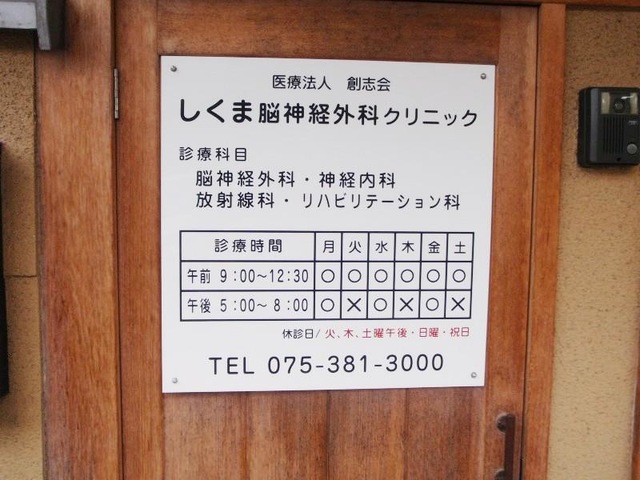 医療法人 創志会
しくま脳神経外科クリニック
診療科目
脳神経外科・神経内科
放射線科・リハビリテーション科
診療時間 月 火 水 木 金 土
午前 9:00～12:30 ○ ○ ○ ○ ○ ○
午後 5:00～8:00 ○ × ○ × ○ ×
休診日/火、木、土曜午後・日曜・祝日
TEL 075-381-3000